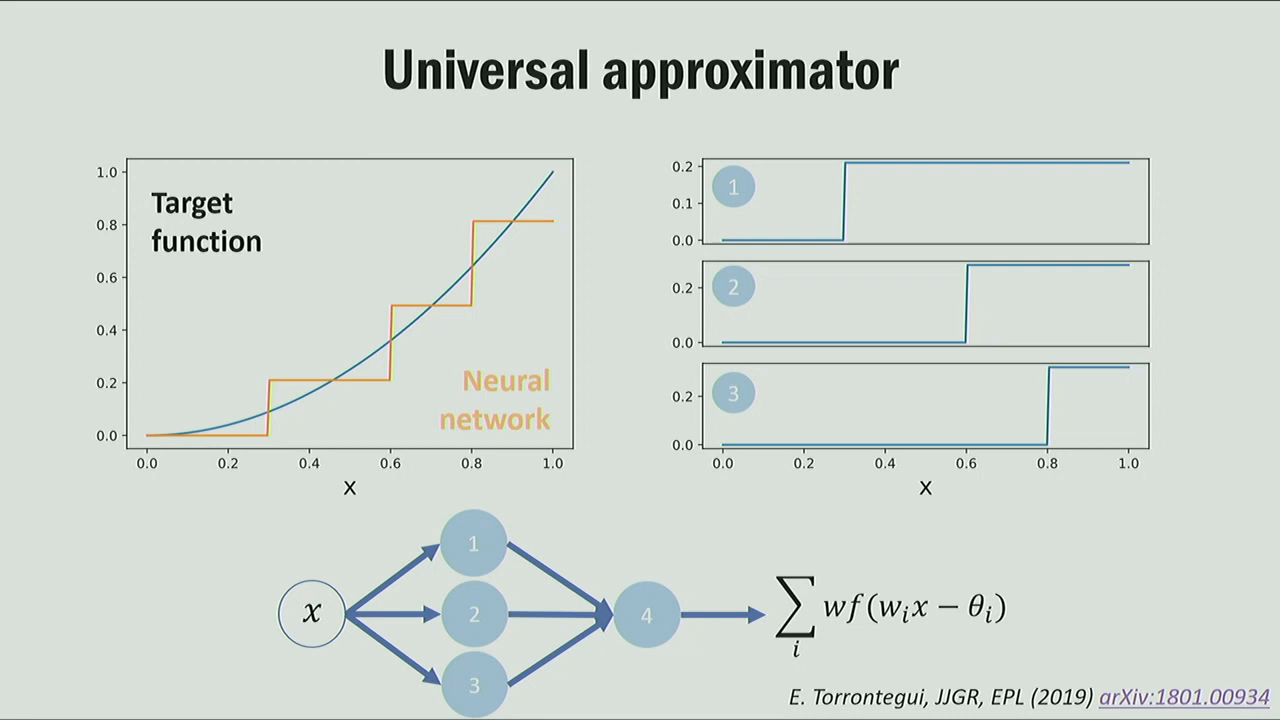 Universal approximator
Target
function
Neural
network
1.0
0.8
0.6
0.4
0.2
0.0
0.0 0.2 0.4 0.6 0.8 1.0
x
1
0.2
0.1
0.0
2
0.2
0.0
3
0.2
0.0
0.0 0.2 0.4 0.6 0.8 1.0
x
x
1
2
3
4
∑ᵢ wf(wᵢx − θᵢ)
E. Torrontegui, JJGR, EPL (2019) arXiv:1801.00934